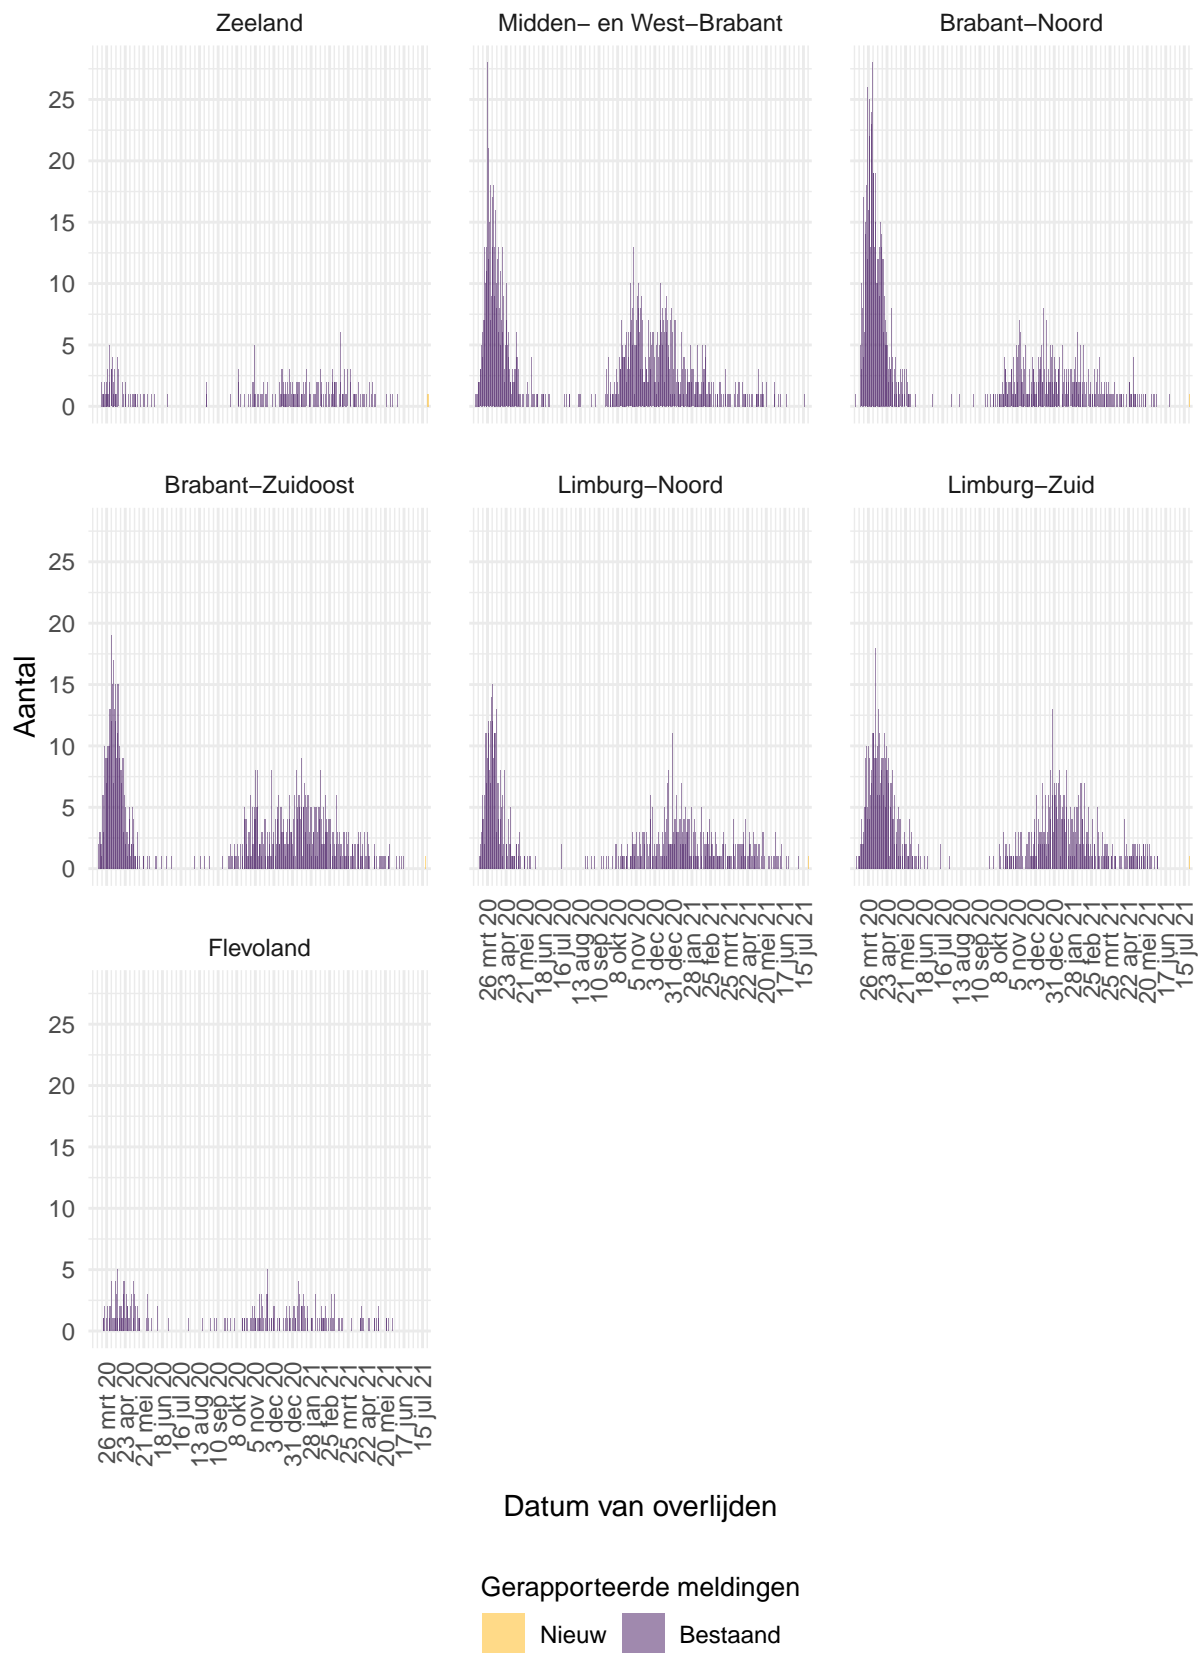 Zeeland
Midden− en West−Brabant
Brabant−Noord
25
20
15
10
5
0
Brabant−Zuidoost
Limburg−Noord
Limburg−Zuid
25
20
15
10
5
0
Aantal
26 mrt 20
23 apr 20
21 mei 20
18 jun 20
16 jul 20
13 aug 20
10 sep 20
8 okt 20
5 nov 20
3 dec 20
31 dec 20
28 jan 21
25 feb 21
25 mrt 21
22 apr 21
20 mei 21
17 jun 21
15 jul 21
26 mrt 20
23 apr 20
21 mei 20
18 jun 20
16 jul 20
13 aug 20
10 sep 20
8 okt 20
5 nov 20
3 dec 20
31 dec 20
28 jan 21
25 feb 21
25 mrt 21
22 apr 21
20 mei 21
17 jun 21
15 jul 21
Flevoland
25
20
15
10
5
0
26 mrt 20
23 apr 20
21 mei 20
18 jun 20
16 jul 20
13 aug 20
10 sep 20
8 okt 20
5 nov 20
3 dec 20
31 dec 20
28 jan 21
25 feb 21
25 mrt 21
22 apr 21
20 mei 21
17 jun 21
15 jul 21
Datum van overlijden
Gerapporteerde meldingen
Nieuw
Bestaand